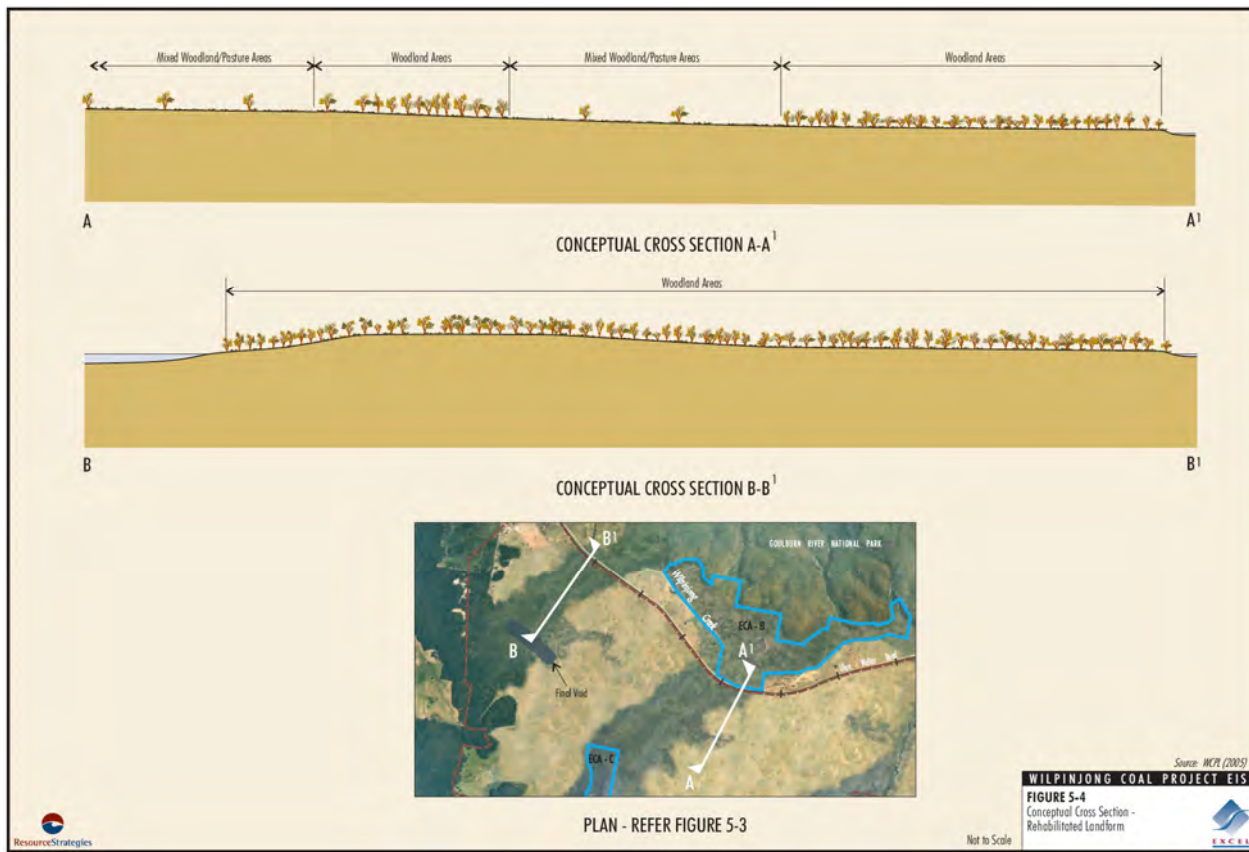 Mixed Woodland/Pasture Areas
Woodland Areas
Mixed Woodland/Pasture Areas
Woodland Areas
A
A1
CONCEPTUAL CROSS SECTION A-A1
Woodland Areas
B
B1
CONCEPTUAL CROSS SECTION B-B1
GOULBURN RIVER NATIONAL PARK
B1
Wilpinjong
Creek
ECA - B
B
A1
Final Void
ECA - C
A
PLAN - REFER FIGURE 5-3
Not to Scale
Source: WCPL (2005)
WILPINJONG COAL PROJECT EIS
FIGURE 5-4
Conceptual Cross Section -
Rehabilitated Landform
EXCEL
ResourceStrategies